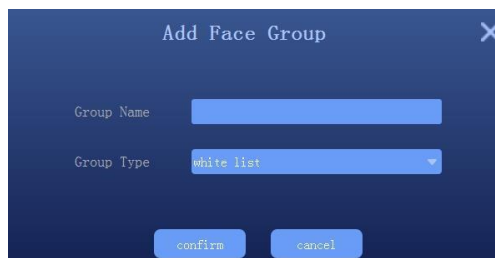 Add Face Group
Group Name
Group Type white list
confirm cancel